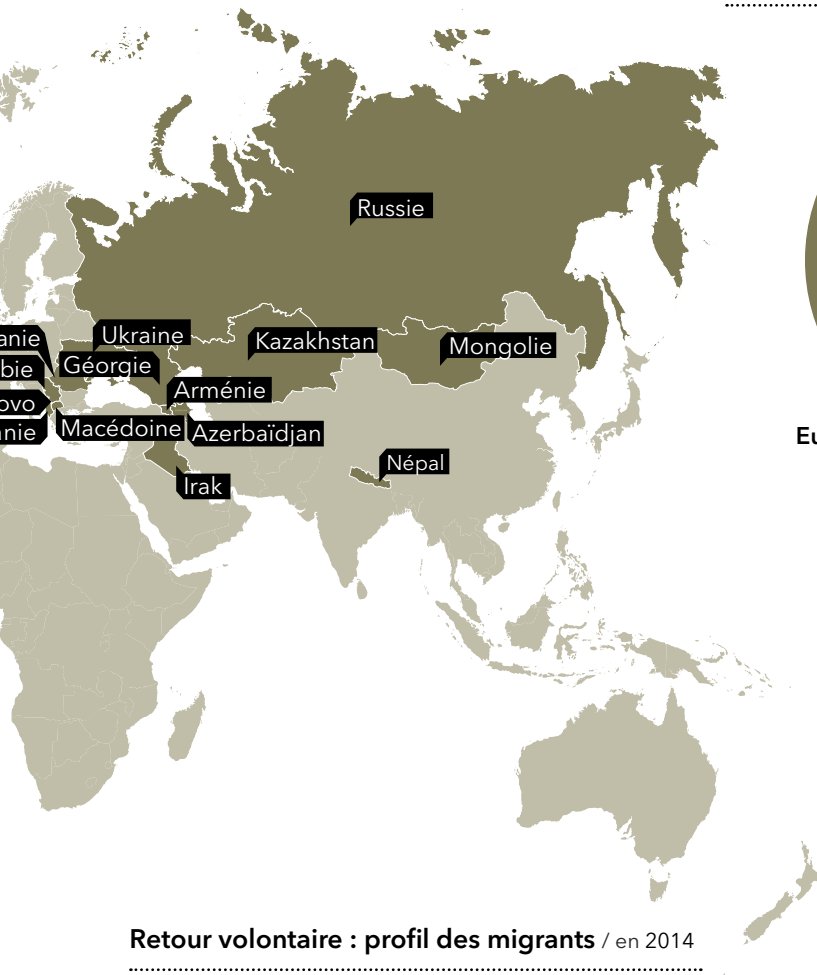 Russie
Ukraine
Kazakhstan
Mongolie
Géorgie
Arménie
Macédoine
Azerbaïdjan
Népal
Irak
Retour volontaire : profil des migrants / en 2014